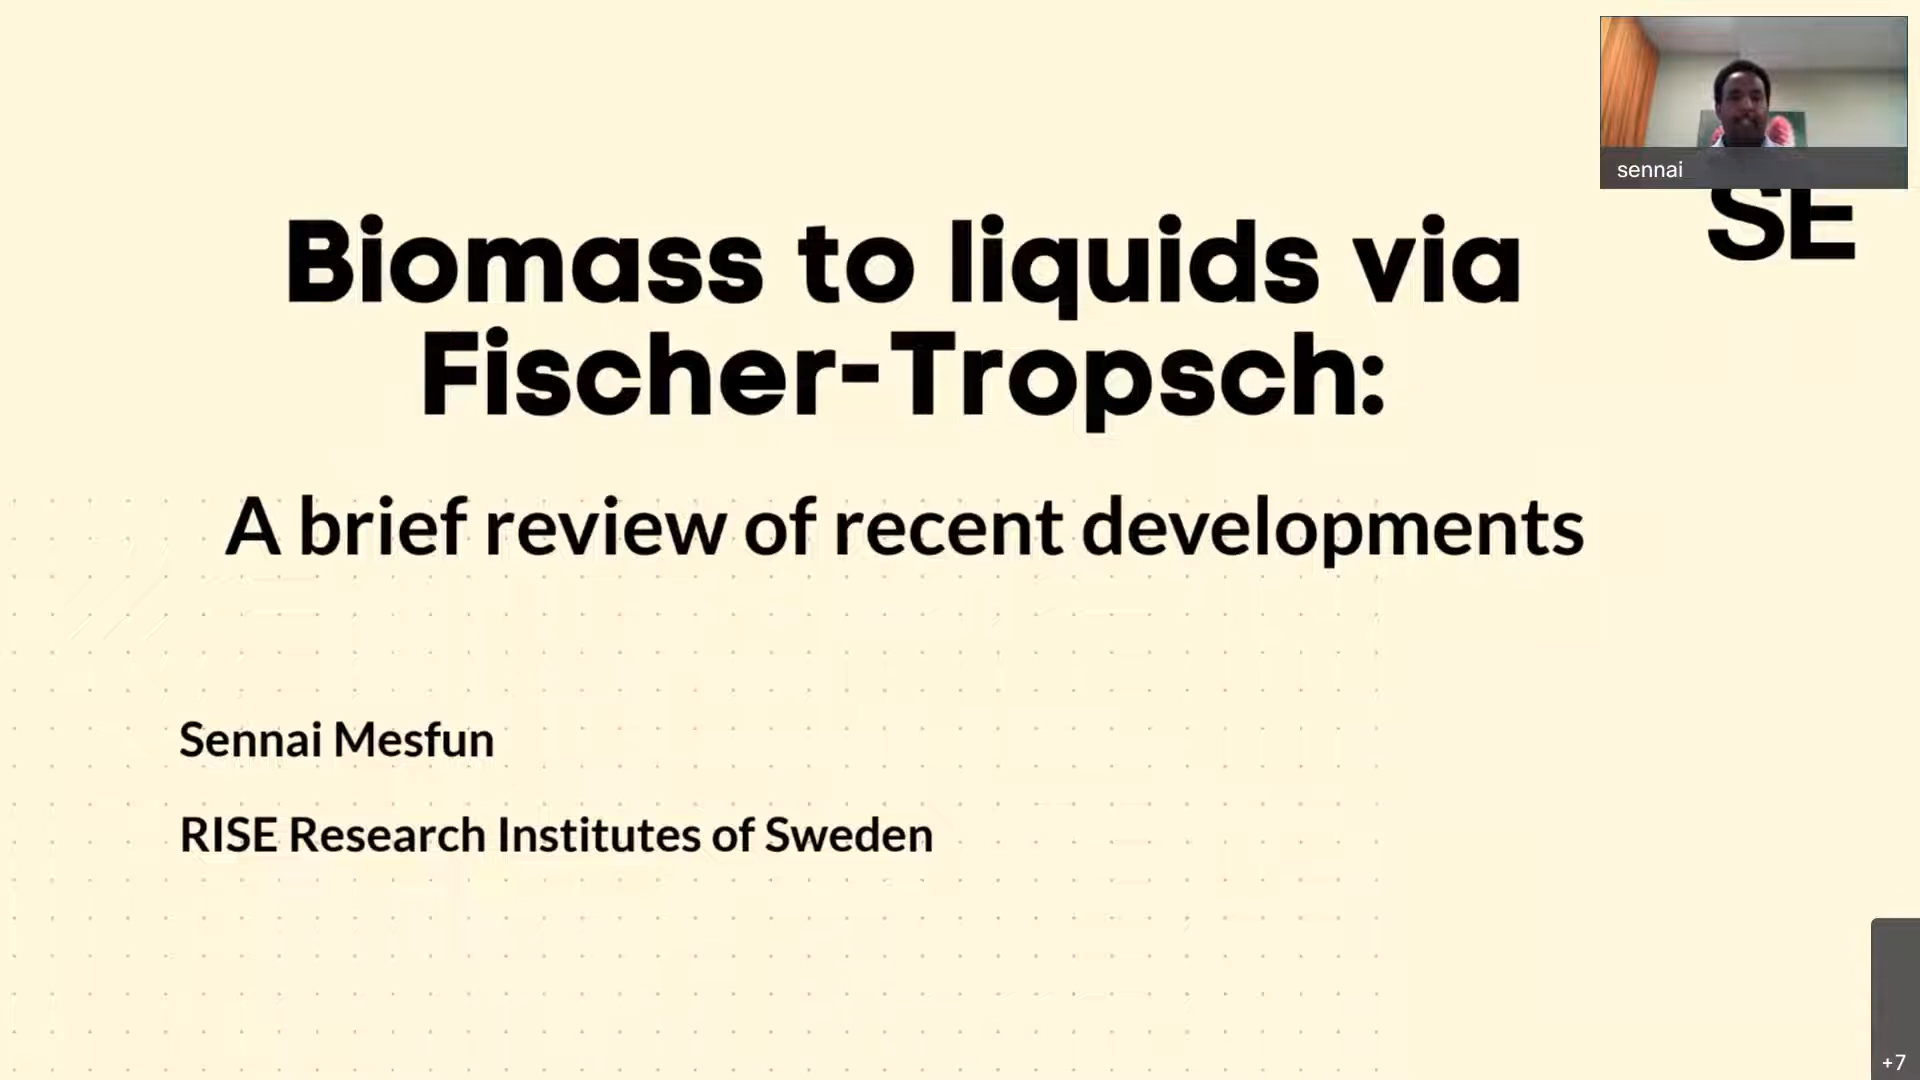 sennai
SE
Biomass to liquids via
Fischer-Tropsch:
A brief review of recent developments
Sennai Mesfun
RISE Research Institutes of Sweden
+7